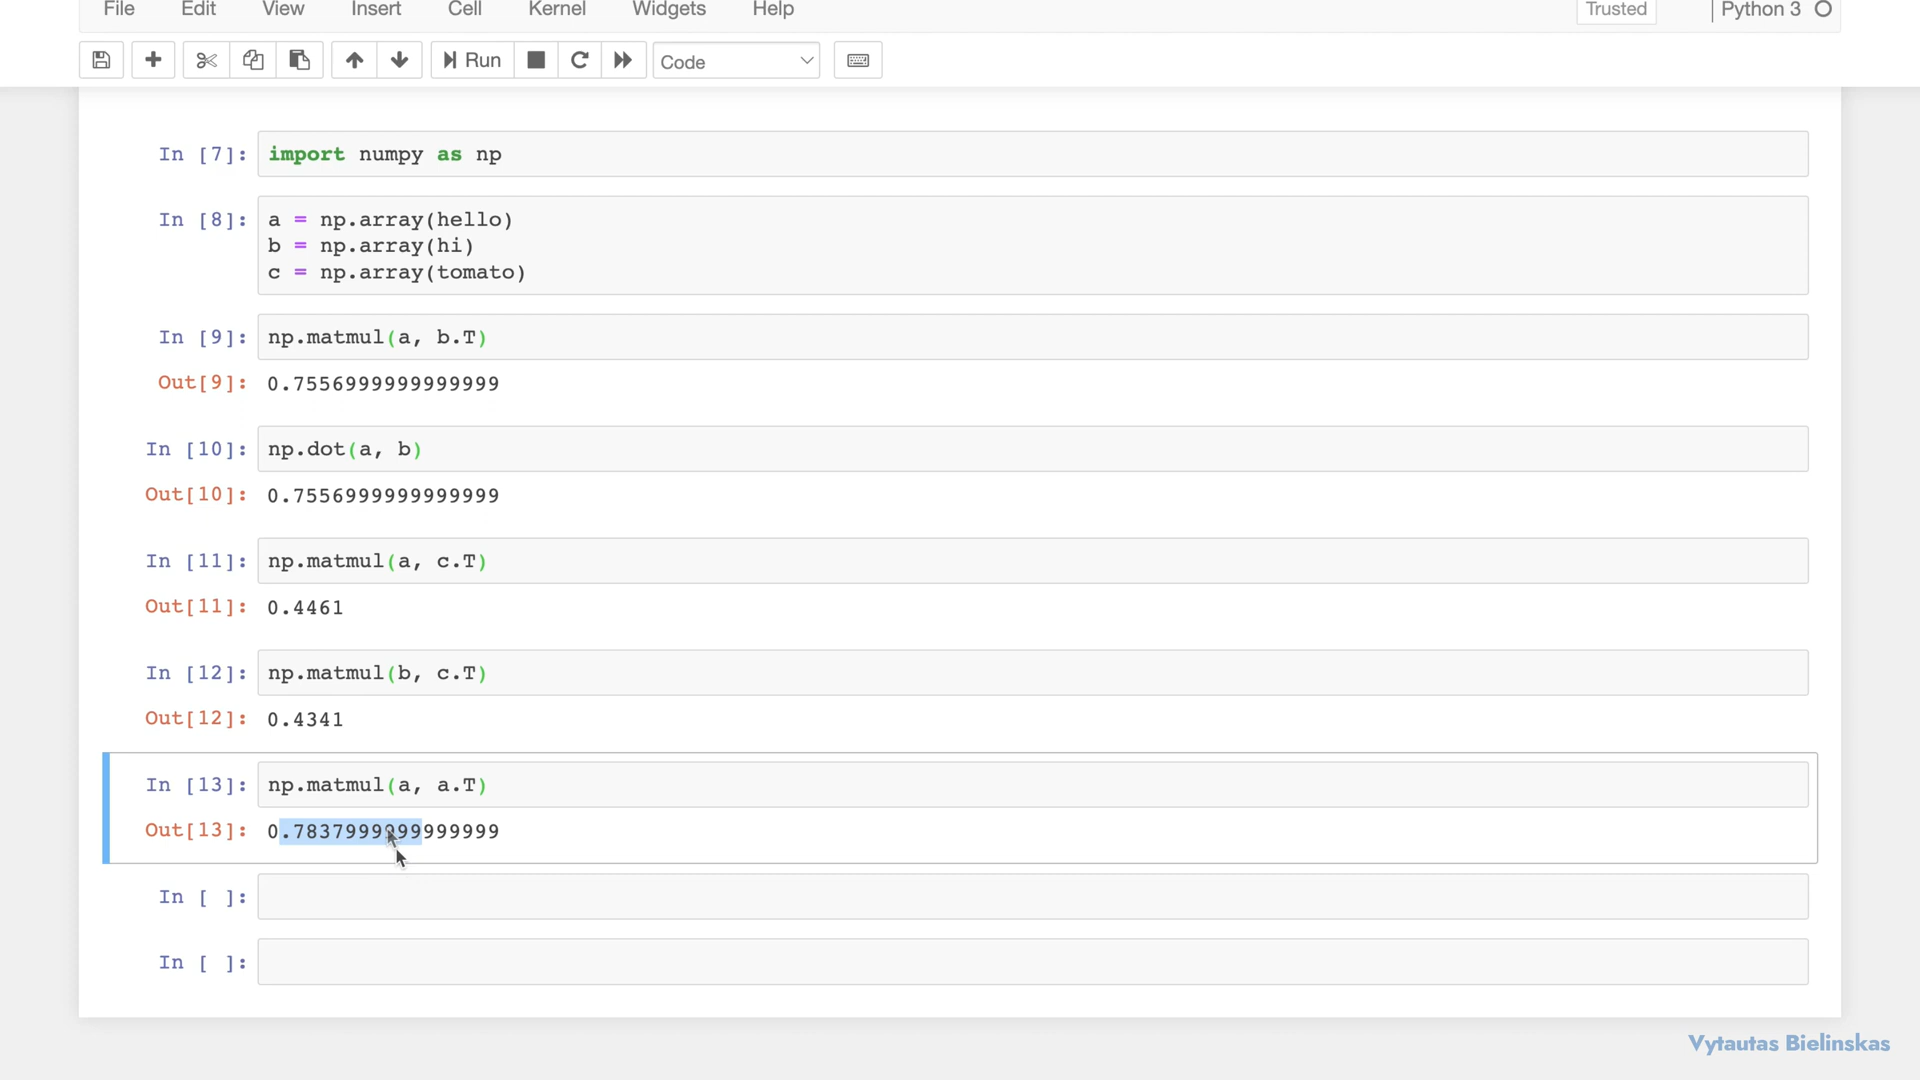 File Edit View Insert Cell Kernel Widgets Help Trusted Python 3
Run Code
In [7]: import numpy as np
In [8]: a = np.array(hello)
b = np.array(hi)
c = np.array(tomato)
In [9]: np.matmul(a, b.T)
Out[9]: 0.7556999999999999
In [10]: np.dot(a, b)
Out[10]: 0.7556999999999999
In [11]: np.matmul(a, c.T)
Out[11]: 0.4461
In [12]: np.matmul(b, c.T)
Out[12]: 0.4341
In [13]: np.matmul(a, a.T)
Out[13]: 0.7837999999999999
In [ ]:
In [ ]:
Vytautas Bielinskas